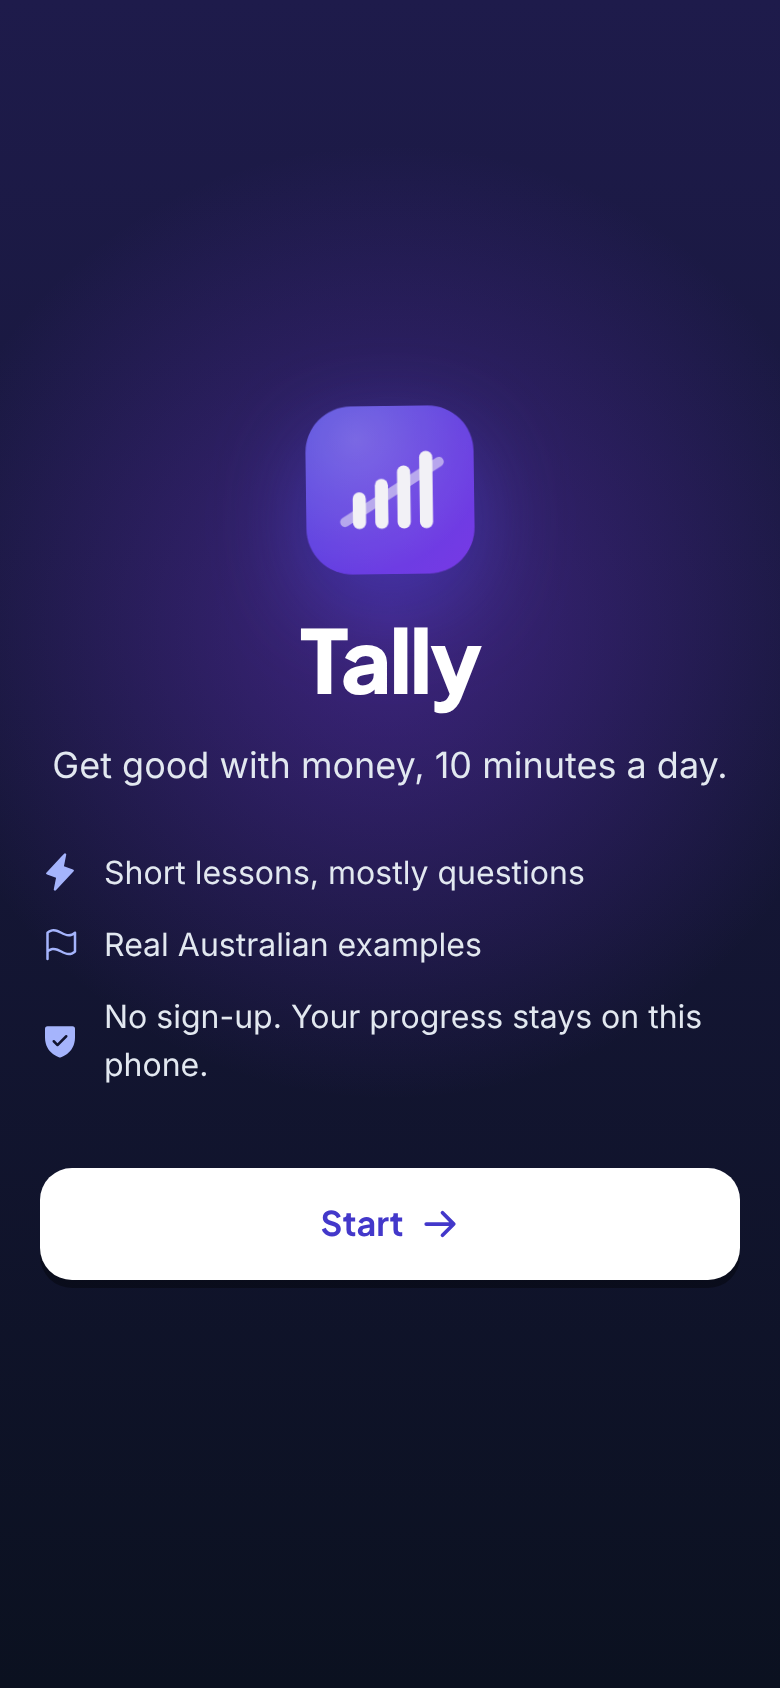 Tally
Get good with money, 10 minutes a day.
Short lessons, mostly questions
Real Australian examples
No sign-up. Your progress stays on this
phone.
Start